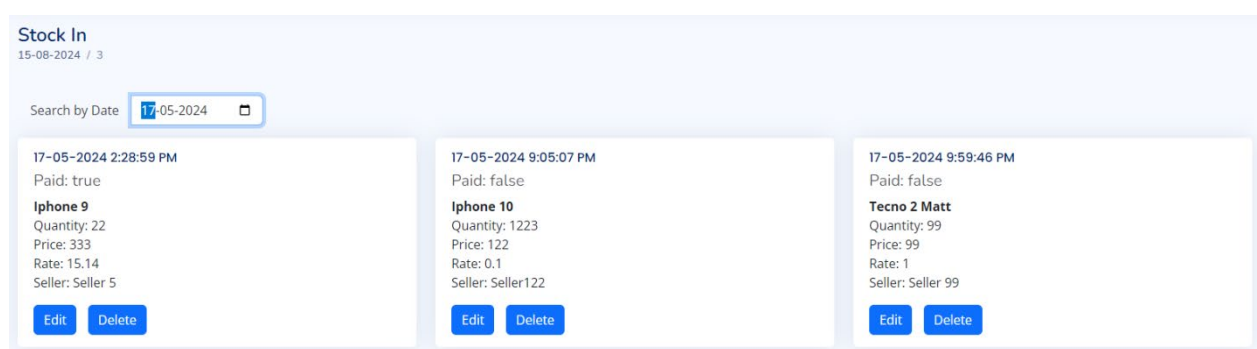 Stock In
15-08-2024 / 3
Search by Date 17-05-2024
17-05-2024 2:28:59 PM
Paid: true
Iphone 9
Quantity: 22
Price: 333
Rate: 15.14
Seller: Seller 5
Edit Delete
17-05-2024 9:05:07 PM
Paid: false
Iphone 10
Quantity: 1223
Price: 122
Rate: 0.1
Seller: Seller122
Edit Delete
17-05-2024 9:59:46 PM
Paid: false
Tecno 2 Matt
Quantity: 99
Price: 99
Rate: 1
Seller: Seller 99
Edit Delete